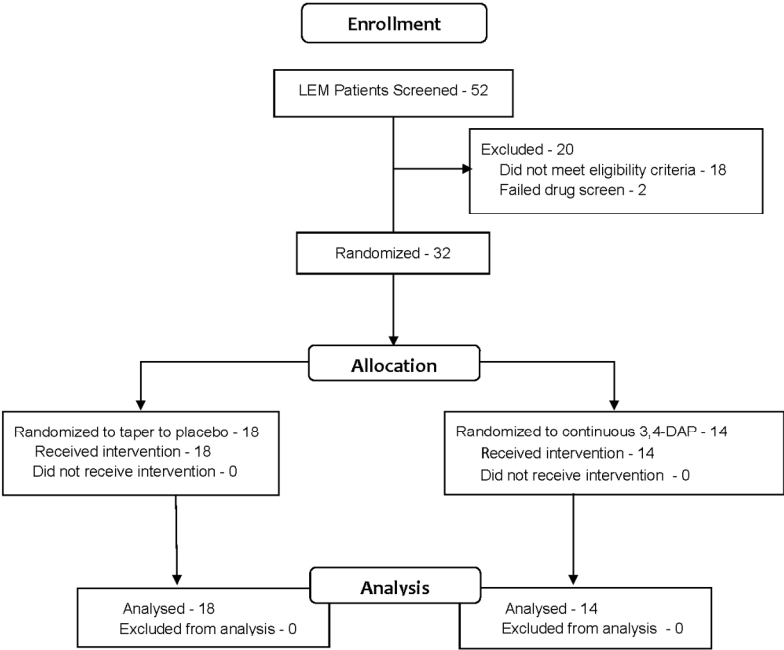 Enrollment
LEM Patients Screened - 52
Excluded - 20
Did not meet eligibility criteria - 18
Failed drug screen - 2
Randomized - 32
Allocation
Randomized to taper to placebo - 18
Received intervention - 18
Did not receive intervention - 0
Randomized to continuous 3,4-DAP - 14
Received intervention - 14
Did not receive intervention - 0
Analysis
Analysed - 18
Excluded from analysis - 0
Analysed - 14
Excluded from analysis - 0